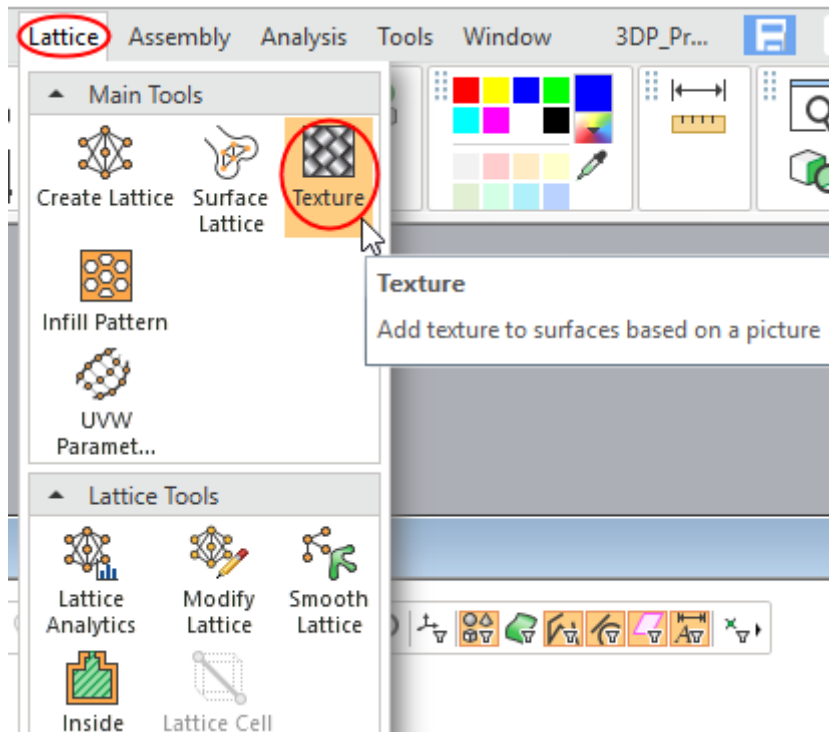 Lattice Assembly Analysis Tools Window 3DP_Pr...
Main Tools
Create Lattice Surface Lattice Texture
Texture
Add texture to surfaces based on a picture
Infill Pattern
UVW Paramet...
Lattice Tools
Lattice Analytics Modify Lattice Smooth Lattice
Inside Lattice Cell